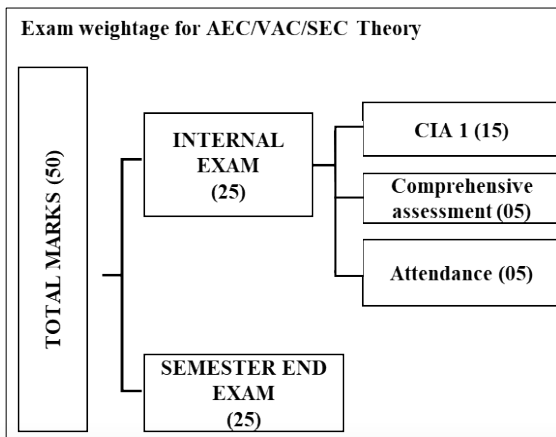 Exam weightage for AEC/VAC/SEC Theory
TOTAL MARKS (50)
INTERNAL
EXAM
(25)
CIA 1 (15)
Comprehensive
assessment (05)
Attendance (05)
SEMESTER END
EXAM
(25)